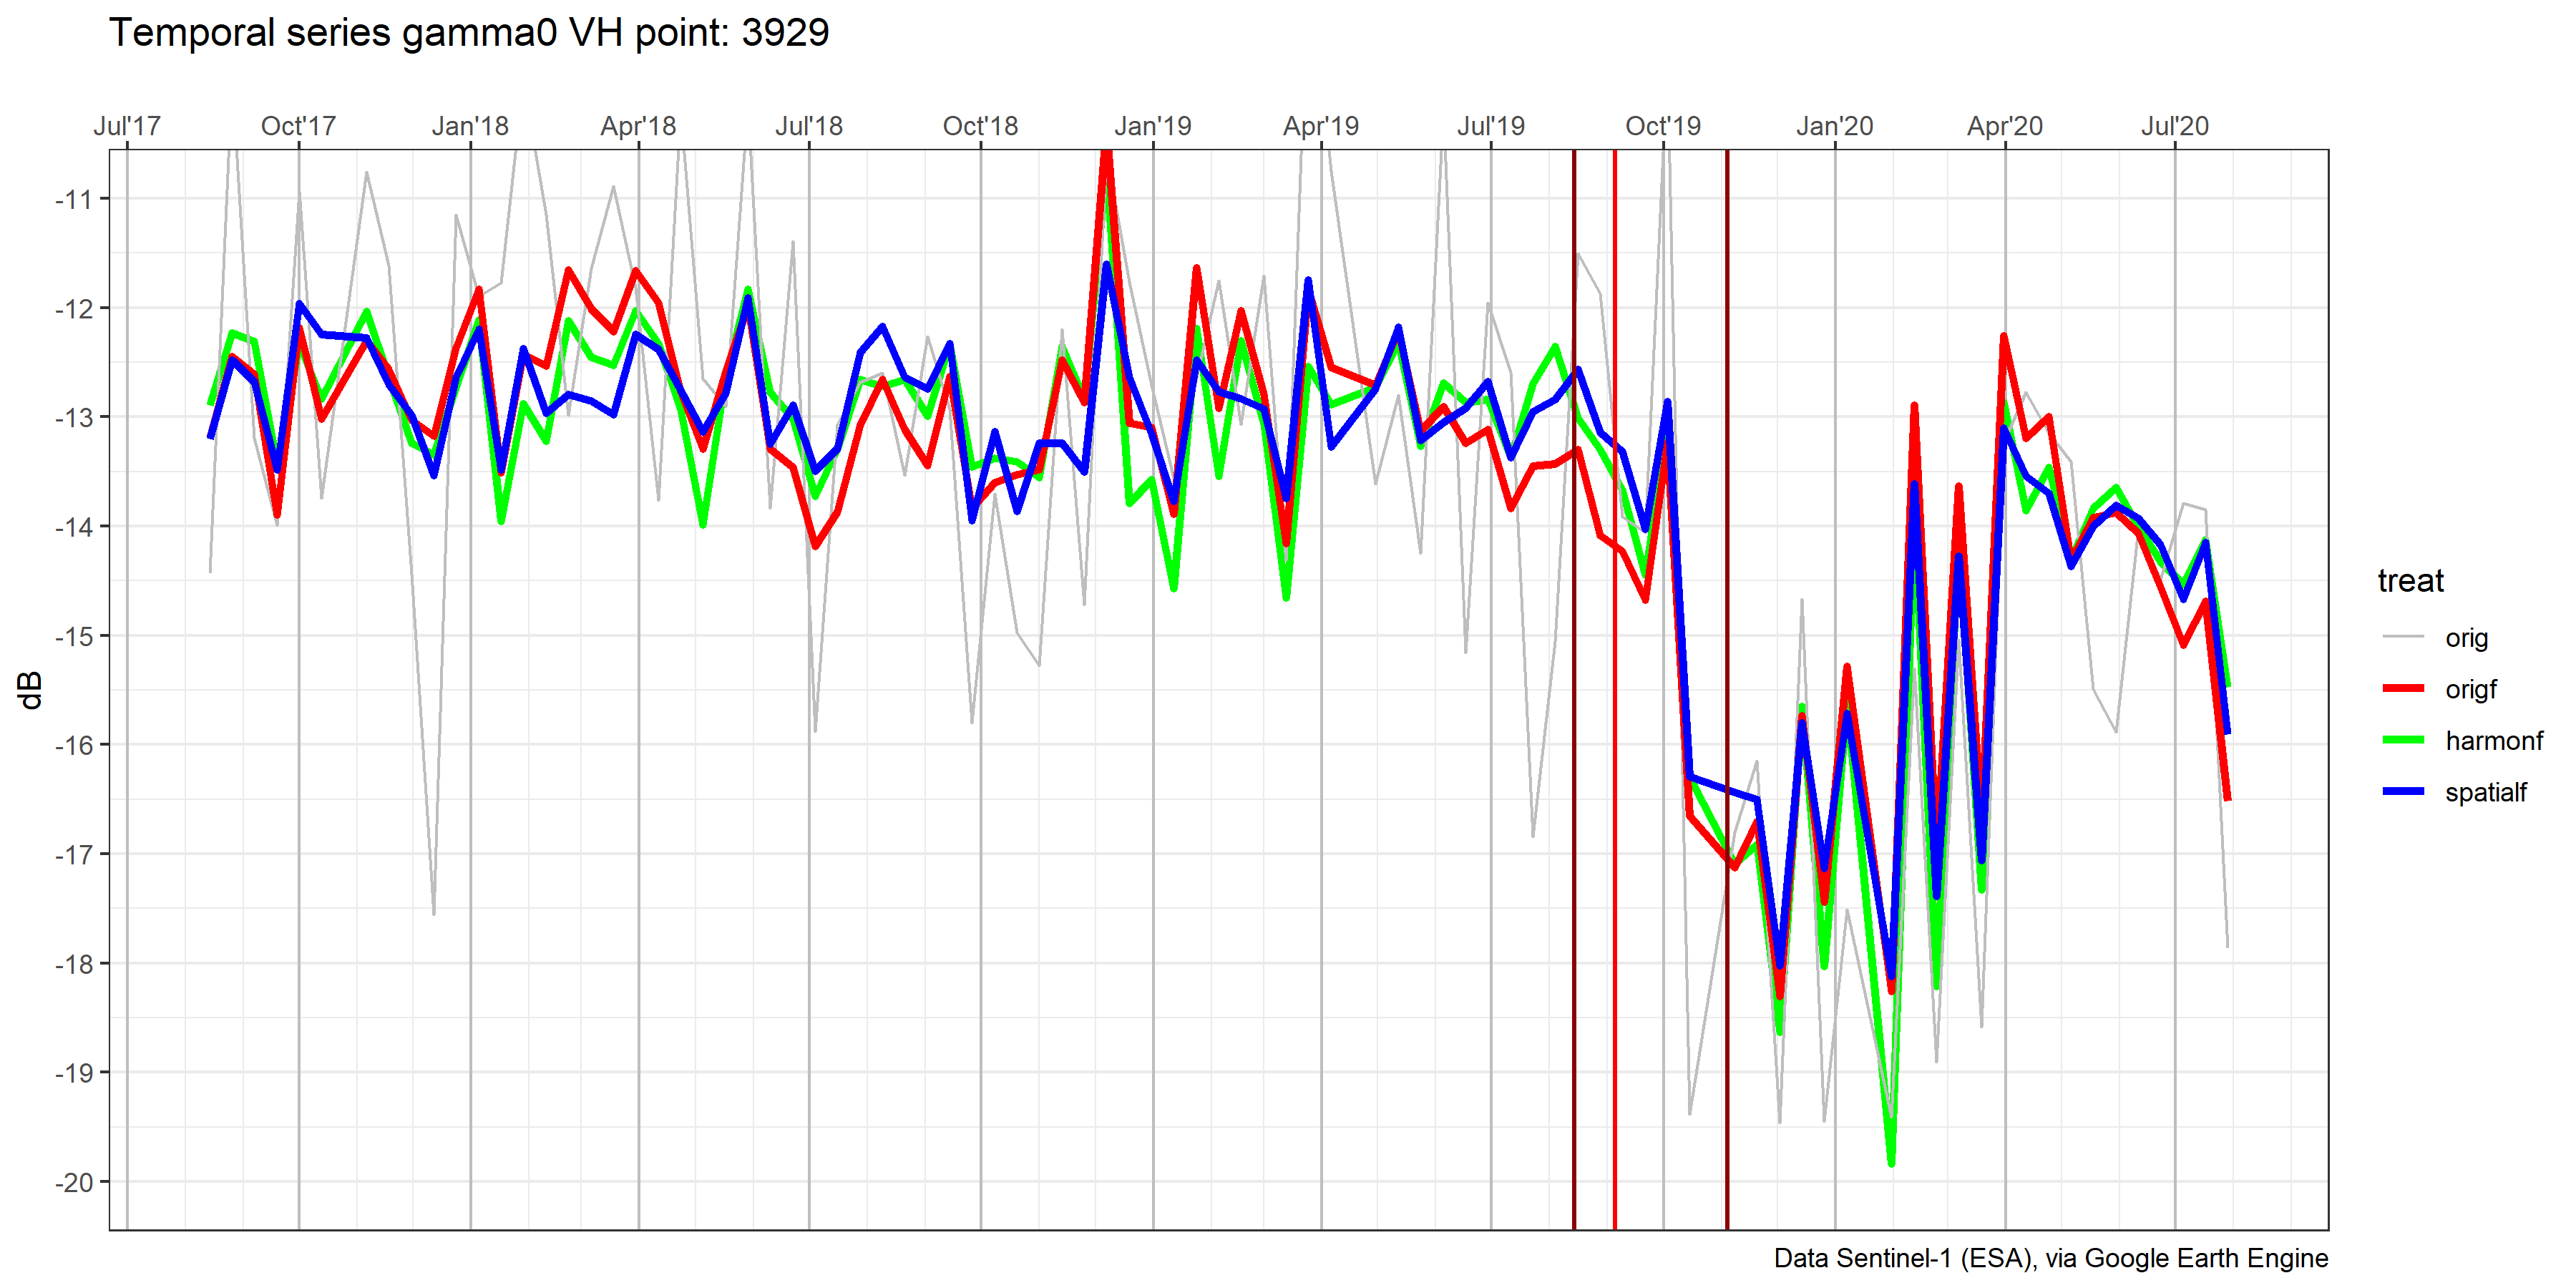 Temporal series gamma0 VH point: 3929
Jul'17 Oct'17 Jan'18 Apr'18 Jul'18 Oct'18 Jan'19 Apr'19 Jul'19 Oct'19 Jan'20 Apr'20 Jul'20
-11
-12
-13
-14
-15
-16
-17
-18
-19
-20
dB
treat
orig
origf
harmonf
spatialf
Data Sentinel-1 (ESA), via Google Earth Engine